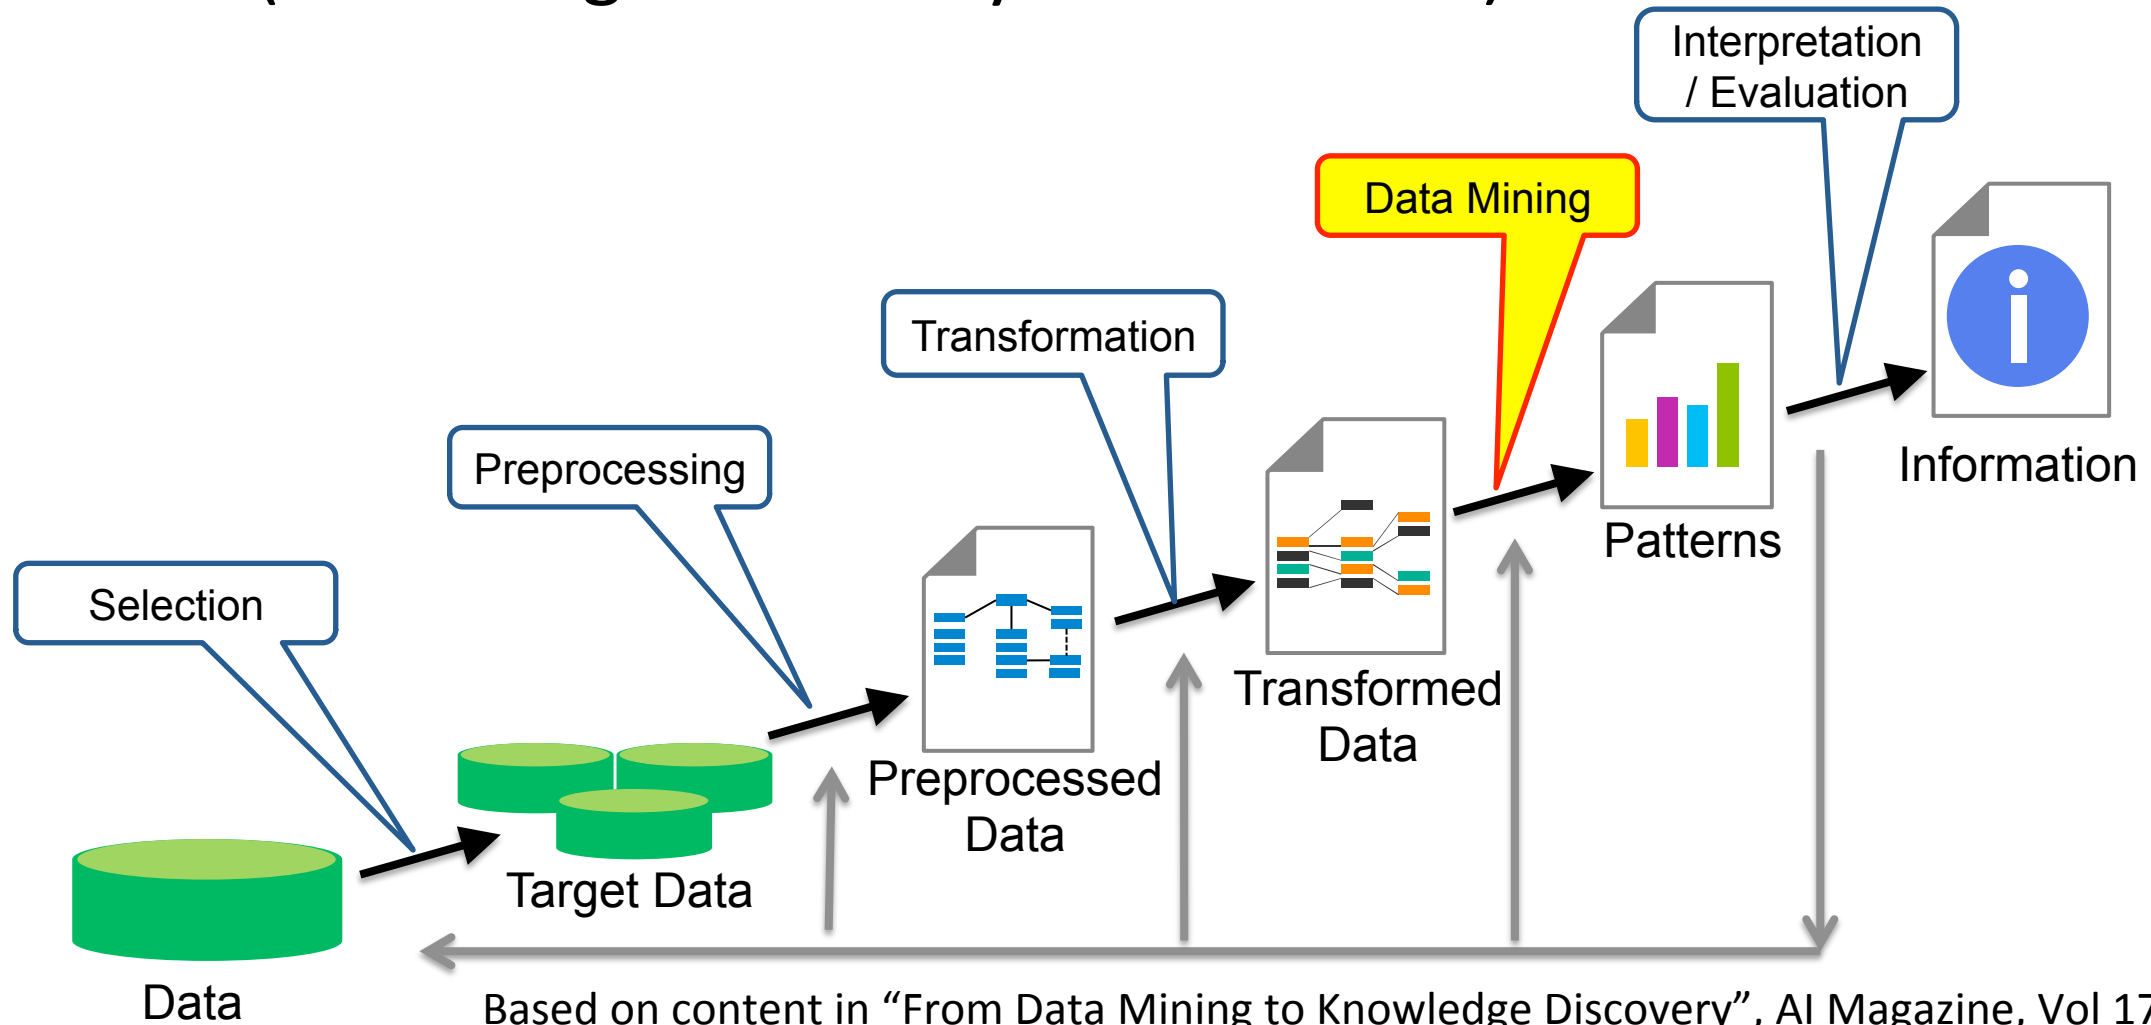 Interpretation
/ Evaluation
Data Mining
Transformation
Preprocessing
Selection
Information
Patterns
Transformed
Data
Preprocessed
Data
Target Data
Data
Based on content in “From Data Mining to Knowledge Discovery”, AI Magazine, Vol 17